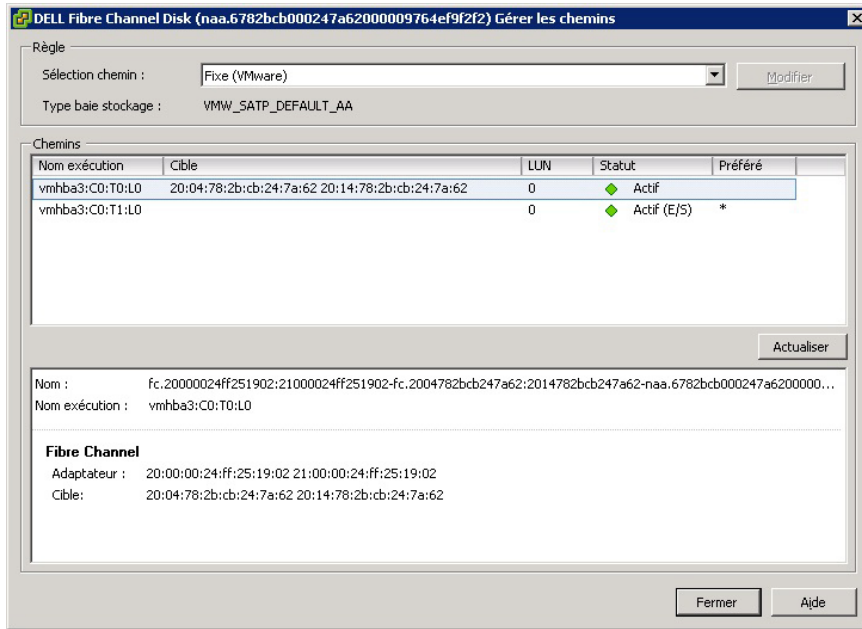 DELL Fibre Channel Disk (naa.6782bcb000247a62000009764ef9f2f2) Gérer les chemins
Règle
Sélection chemin : Fixe (VMware) Modifier
Type baie stockage : VMW_SATP_DEFAULT_AA
Chemins
Nom exécution Cible LUN Statut Préféré
vmhba3:C0:T0:L0 20:04:78:2b:cb:24:7a:62 20:14:78:2b:cb:24:7a:62 0 Actif
vmhba3:C0:T1:L0 0 Actif (E/S) *
Actualiser
Nom : fc.20000024ff251902:21000024ff251902-fc.2004782bcb247a62:2014782bcb247a62-naa.6782bcb000247a6200000...
Nom exécution : vmhba3:C0:T0:L0
Fibre Channel
Adaptateur : 20:00:00:24:ff:25:19:02 21:00:00:24:ff:25:19:02
Cible: 20:04:78:2b:cb:24:7a:62 20:14:78:2b:cb:24:7a:62
Fermer Aide